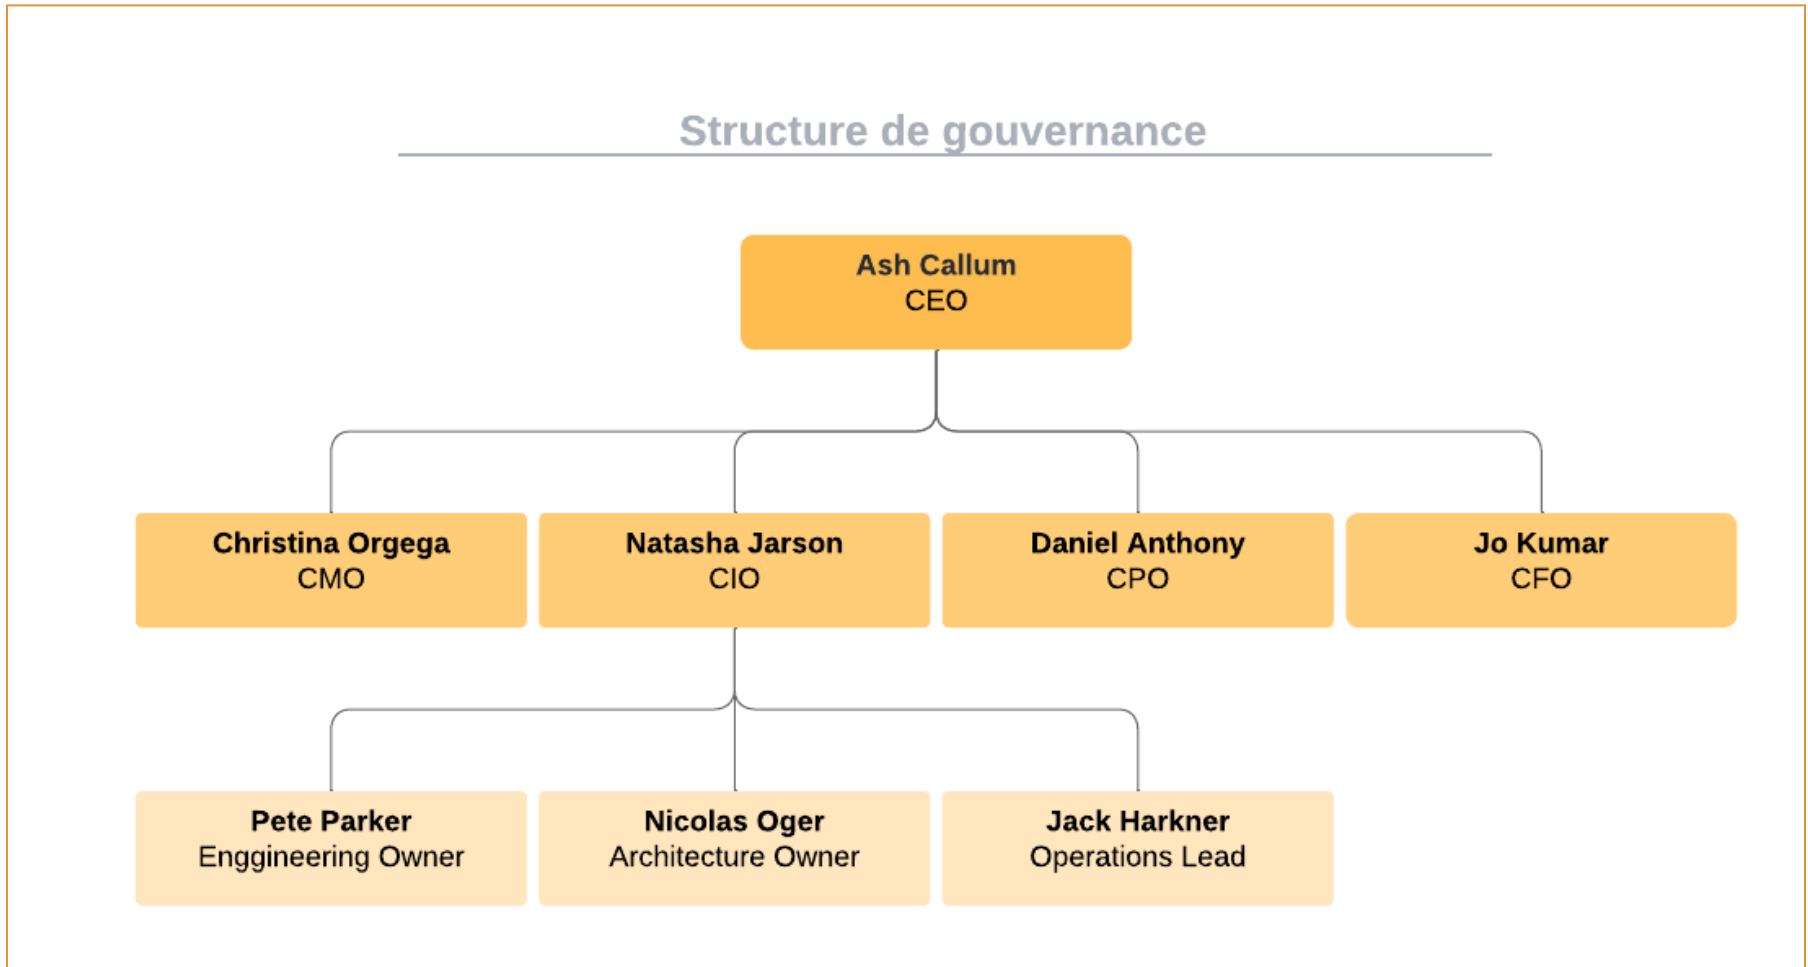 Structure de gouvernance
Ash Callum
CEO
Christina Orgega
CMO
Natasha Jarson
CIO
Daniel Anthony
CPO
Jo Kumar
CFO
Pete Parker
Enggineering Owner
Nicolas Oger
Architecture Owner
Jack Harkner
Operations Lead